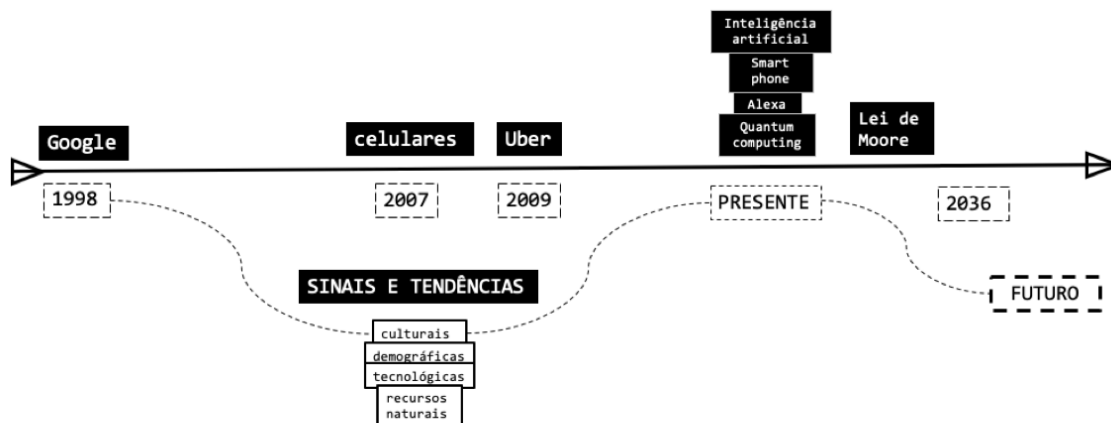 Inteligência
artificial
Smart
phone
Alexa
Quantum
computing
Google
celulares
Uber
Lei de
Moore
1998
2007
2009
PRESENTE
2036
SINAIS E TENDÊNCIAS
FUTURO
culturais
demográficas
tecnológicas
recursos
naturais